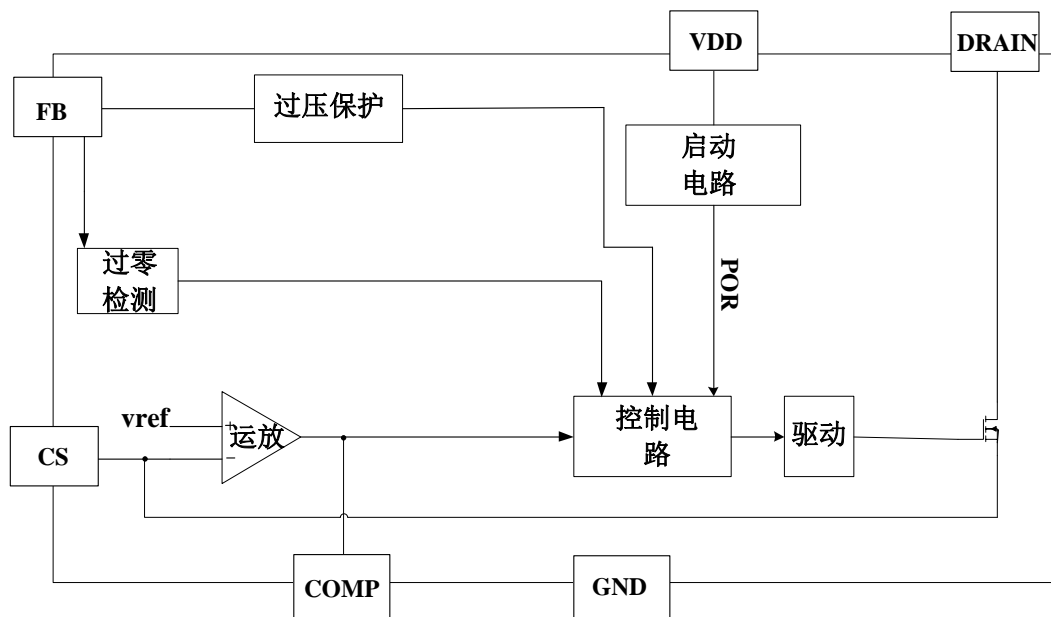 VDD
DRAIN
FB
过压保护
启动
电路
过零
检测
POR
vref
+
运放
−
控制电
路
驱动
CS
COMP
GND